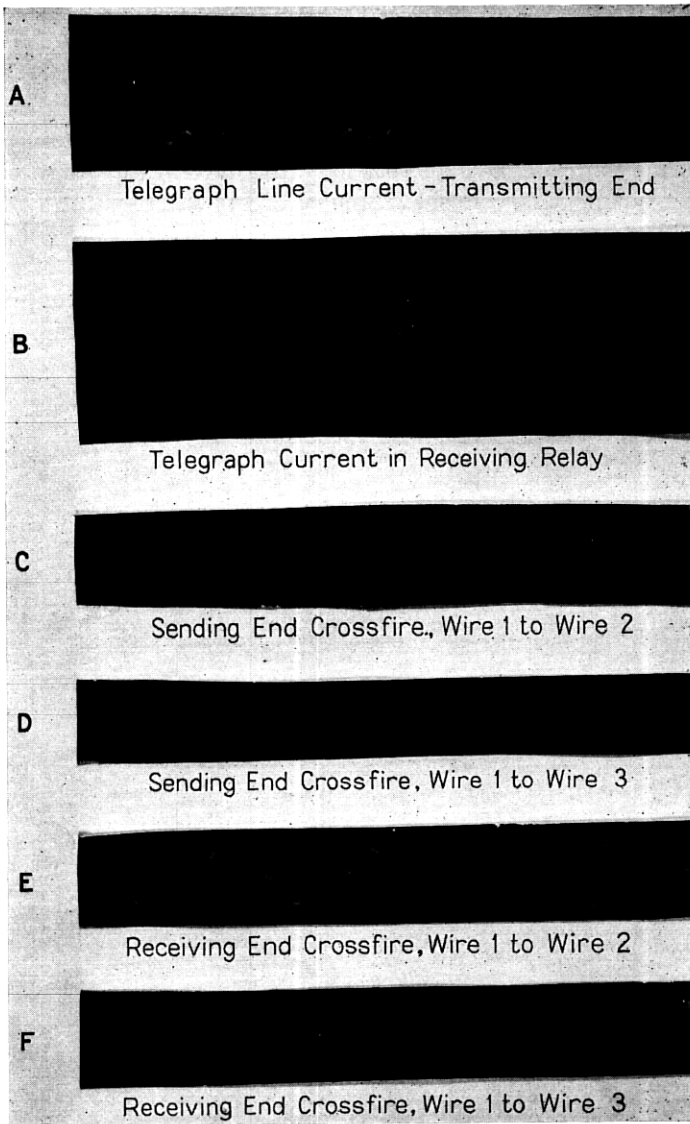 A
Telegraph Line Current - Transmitting End
B
Telegraph Current in Receiving Relay
C
Sending End Crossfire., Wire 1 to Wire 2
D
Sending End Crossfire, Wire 1 to Wire 3
E
Receiving End Crossfire, Wire 1 to Wire 2
F
Receiving End Crossfire, Wire 1 to Wire 3